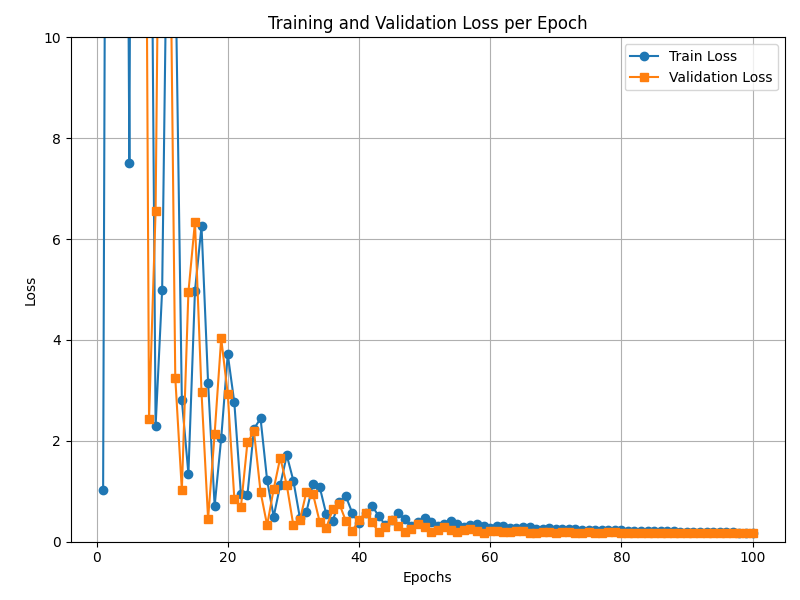 Training and Validation Loss per Epoch
Train Loss
Validation Loss
Loss
10
8
6
4
2
0
0 20 40 60 80 100
Epochs